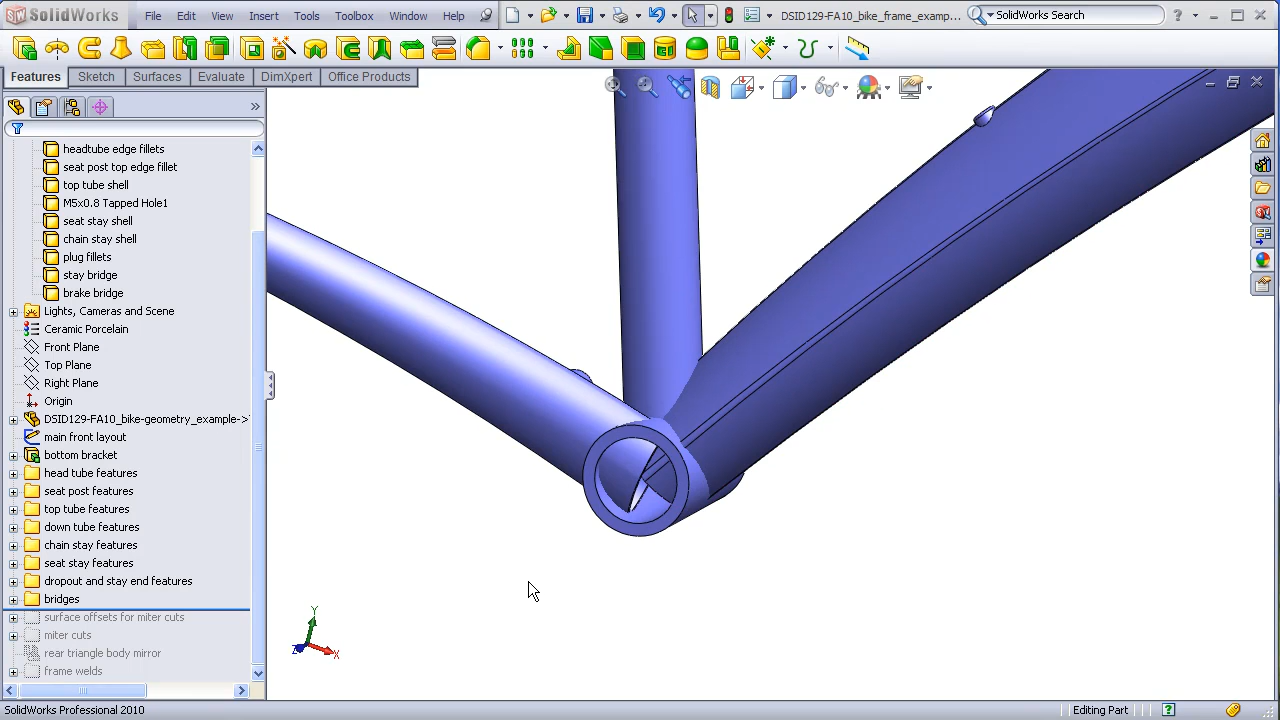 SolidWorks File Edit View Insert Tools Toolbox Window Help DSID129-FA10_bike_frame_examp... SolidWorks Search
Features Sketch Surfaces Evaluate DimXpert Office Products
headtube edge fillets
seat post top edge fillet
top tube shell
M5x0.8 Tapped Hole1
seat stay shell
chain stay shell
plug fillets
stay bridge
brake bridge
Lights, Cameras and Scene
Ceramic Porcelain
Front Plane
Top Plane
Right Plane
Origin
DSID129-FA10_bike-geometry_example->
main front layout
bottom bracket
head tube features
seat post features
top tube features
down tube features
chain stay features
seat stay features
dropout and stay end features
bridges
surface offsets for miter cuts
miter cuts
rear triangle body mirror
frame welds
Y
Z X
SolidWorks Professional 2010 Editing Part